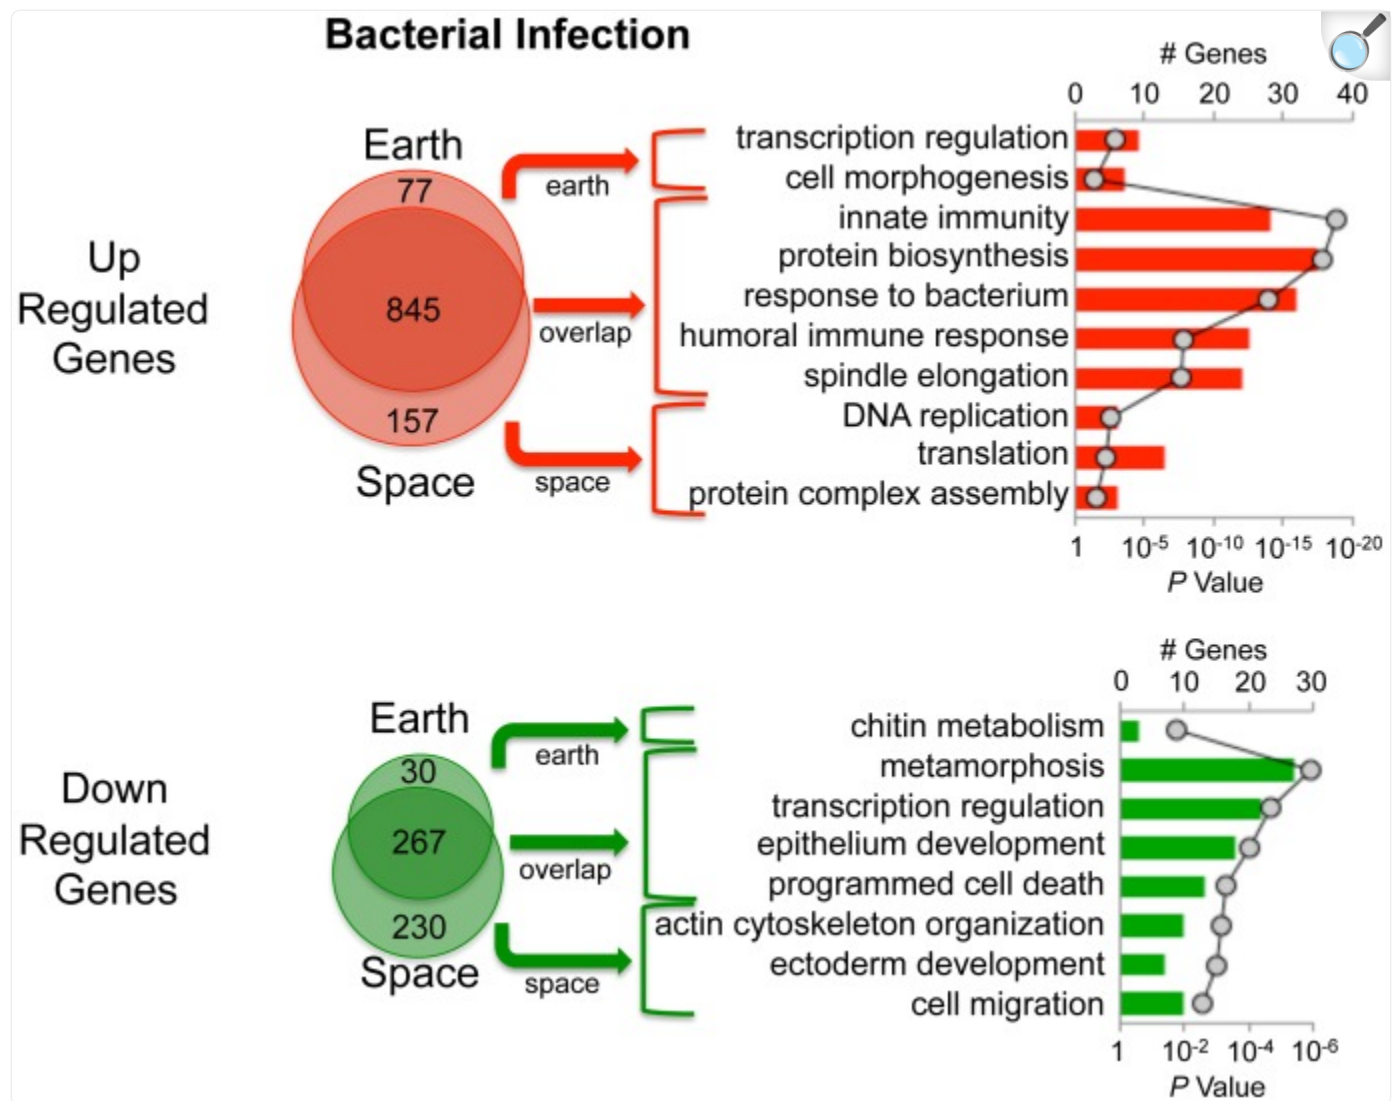 Bacterial Infection
Up
Regulated
Genes
Earth
77
845
157
Space
earth
overlap
space
# Genes
0 10 20 30 40
transcription regulation
cell morphogenesis
innate immunity
protein biosynthesis
response to bacterium
humoral immune response
spindle elongation
DNA replication
translation
protein complex assembly
1 10-5 10-10 10-15 10-20
P Value
Down
Regulated
Genes
Earth
30
267
230
Space
earth
overlap
space
# Genes
0 10 20 30
chitin metabolism
metamorphosis
transcription regulation
epithelium development
programmed cell death
actin cytoskeleton organization
ectoderm development
cell migration
1 10-2 10-4 10-6
P Value